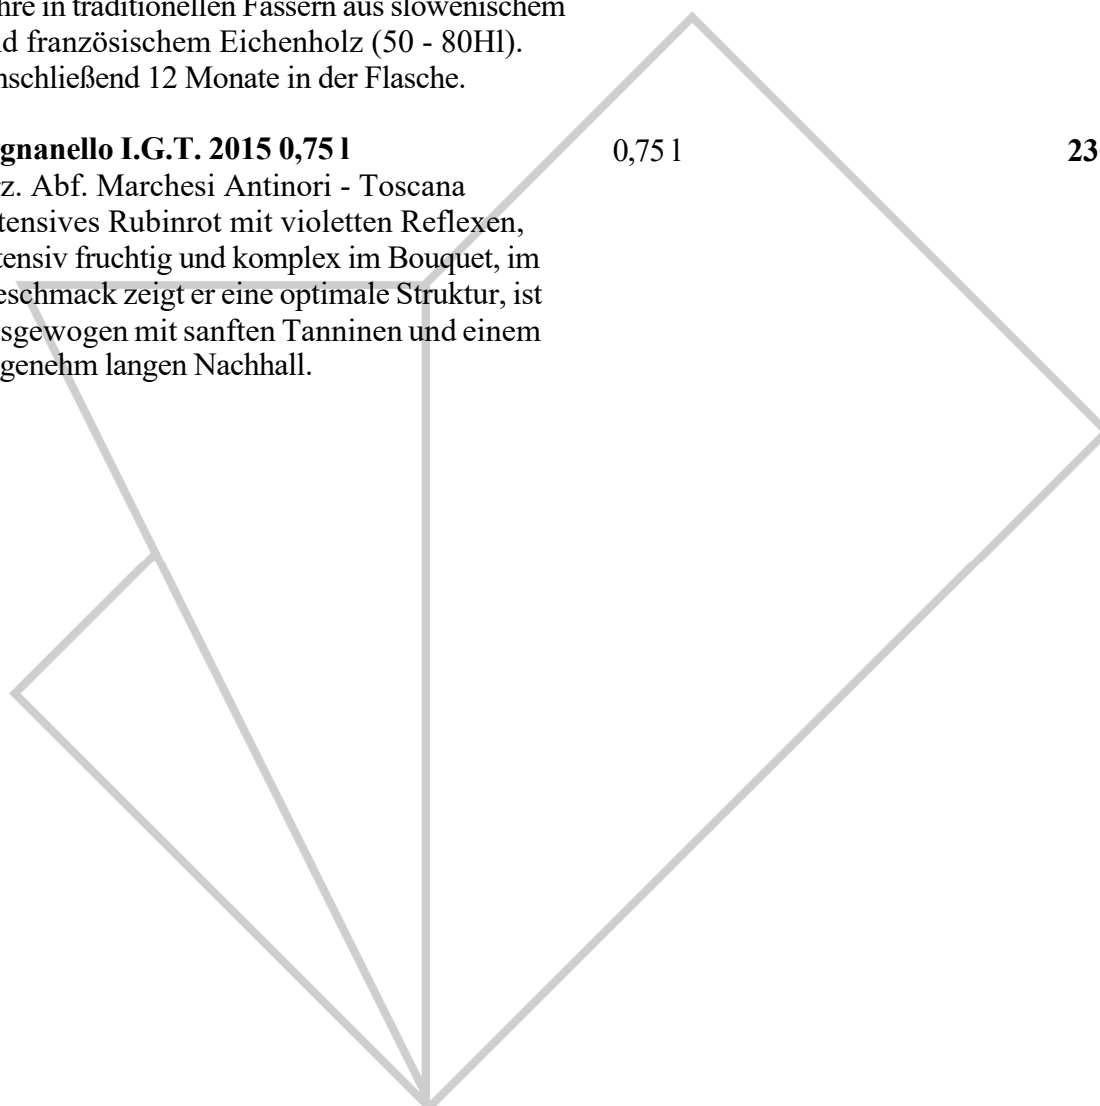 hre in traditionellen Fässern aus slowenischem
d französischem Eichenholz (50 - 80Hl).
nschließend 12 Monate in der Flasche.
gnanello I.G.T. 2015 0,75 l 0,75 l 23
z. Abf. Marchesi Antinori - Toscana
tensives Rubinrot mit violetten Reflexen,
tensiv fruchtig und komplex im Bouquet, im
eschmack zeigt er eine optimale Struktur, ist
sgewogen mit sanften Tanninen und einem
genehm langen Nachhall.